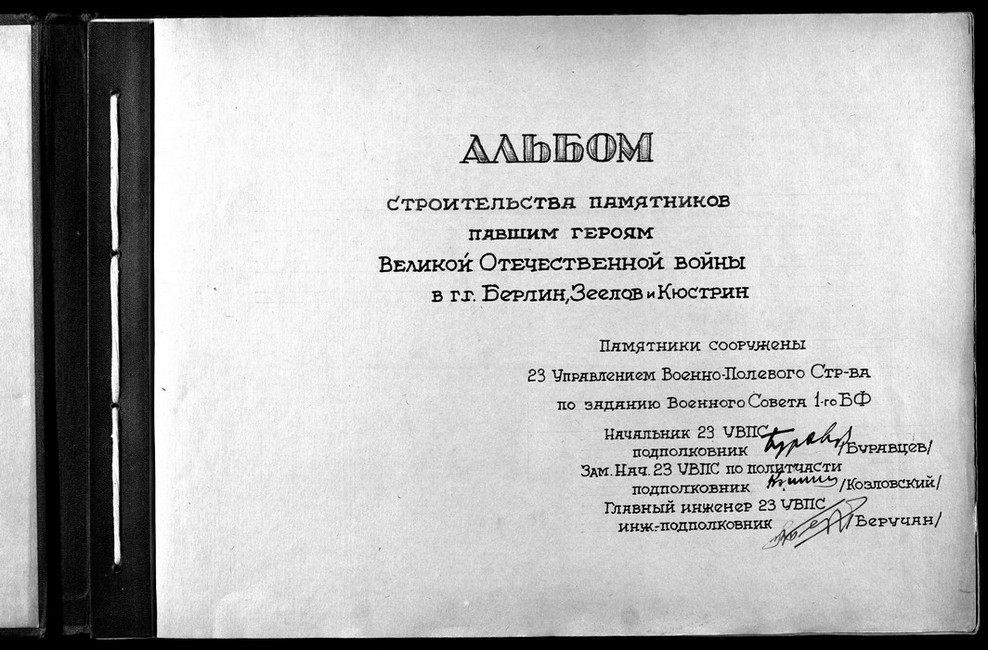 АЛЬБОМ
СТРОИТЕЛЬСТВА ПАМЯТНИКОВ
ПАВШИМ ГЕРОЯМ
ВЕЛИКОЙ ОТЕЧЕСТВЕННОЙ ВОЙНЫ
В Г.Г. БЕРЛИН, ЗЕЕЛОВ И КЮСТРИН
ПАМЯТНИКИ СООРУЖЕНЫ
23 УПРАВЛЕНИЕМ ВОЕННО-ПОЛЕВОГО СТР-ВА
ПО ЗАДАНИЮ ВОЕННОГО СОВЕТА 1-ГО БФ
НАЧАЛЬНИК 23 УВПС
ПОДПОЛКОВНИК /БУРАВЦЕВ/
ЗАМ. НАЧ. 23 УВПС ПО ПОЛИТЧАСТИ
ПОДПОЛКОВНИК /КОЗЛОВСКИЙ/
ГЛАВНЫЙ ИНЖЕНЕР 23 УВПС
ИНЖ.-ПОДПОЛКОВНИК /ВЕРУЧАН/